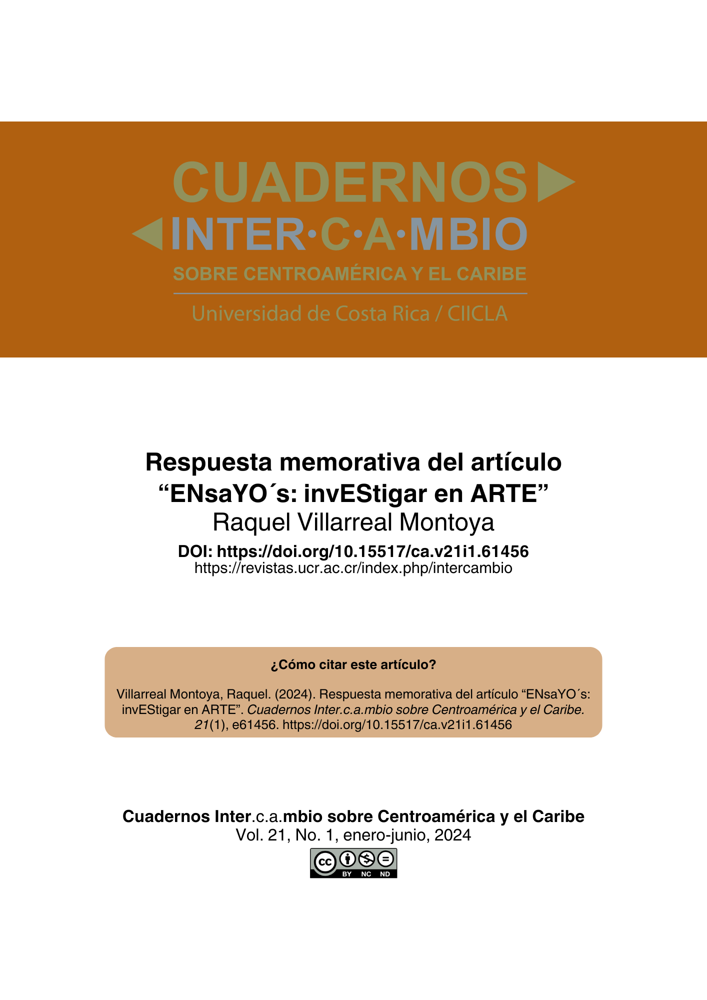 CUADERNOS
INTER·C·A·MBIO
SOBRE CENTROAMÉRICA Y EL CARIBE
Universidad de Costa Rica / CIICLA
Respuesta memorativa del artículo
“ENsaYO´s: invEStigar en ARTE”
Raquel Villarreal Montoya
DOI: https://doi.org/10.15517/ca.v21i1.61456
https://revistas.ucr.ac.cr/index.php/intercambio
¿Cómo citar este artículo?
Villarreal Montoya, Raquel. (2024). Respuesta memorativa del artículo “ENsaYO´s:
invEStigar en ARTE”. Cuadernos Inter.c.a.mbio sobre Centroamérica y el Caribe.
21(1), e61456. https://doi.org/10.15517/ca.v21i1.61456
Cuadernos Inter.c.a.mbio sobre Centroamérica y el Caribe
Vol. 21, No. 1, enero-junio, 2024
cc
BY NC ND